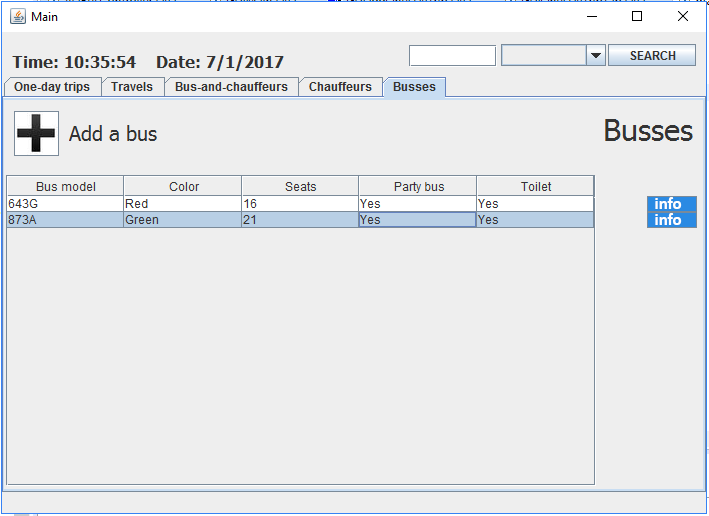 Main
Time: 10:35:54 Date: 7/1/2017 SEARCH
One-day trips Travels Bus-and-chauffeurs Chauffeurs Busses
Add a bus Busses
Bus model Color Seats Party bus Toilet
643G Red 16 Yes Yes info
873A Green 21 Yes Yes info